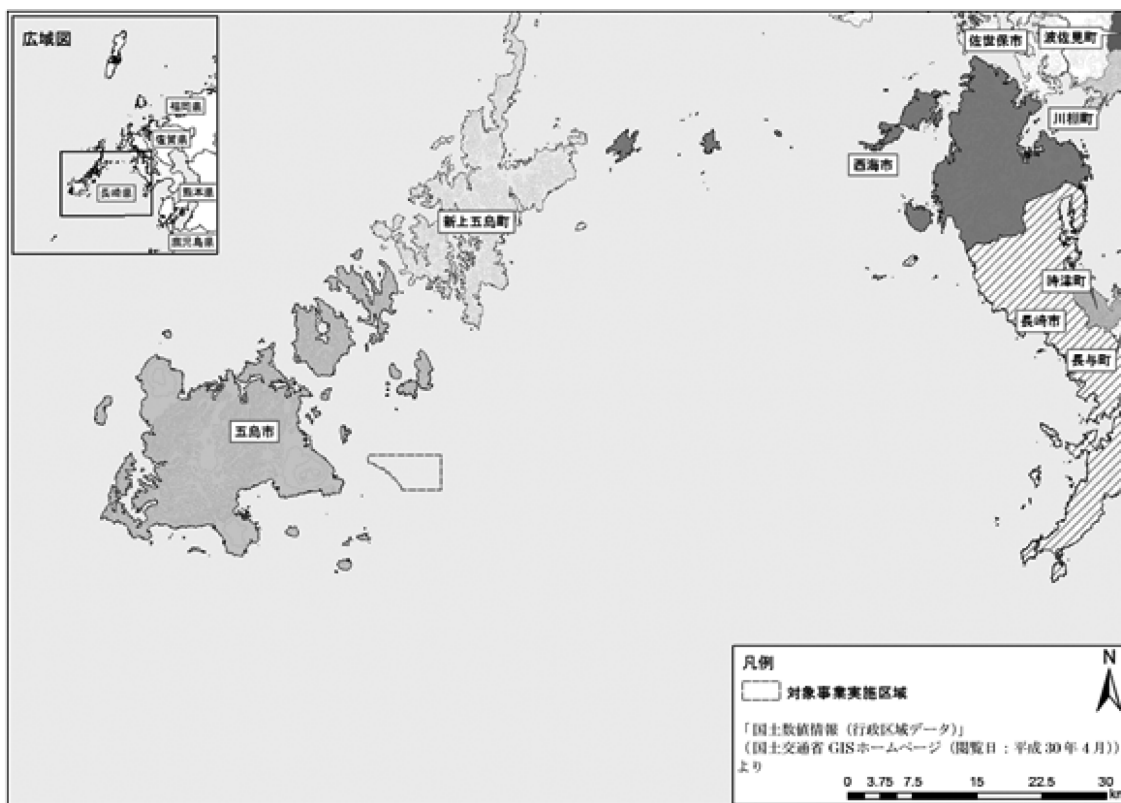 広域図
福岡県
佐賀県
長崎県
熊本県
鹿児島県
佐世保市
波佐見町
川棚町
西海市
新上五島町
時津町
長崎市
長与町
五島市
凡例
対象事業実施区域
N
「国土数値情報（行政区域データ）」
（国土交通省 GISホームページ（閲覧日：平成30年4月））
より
0 3.75 7.5 15 22.5 30
km